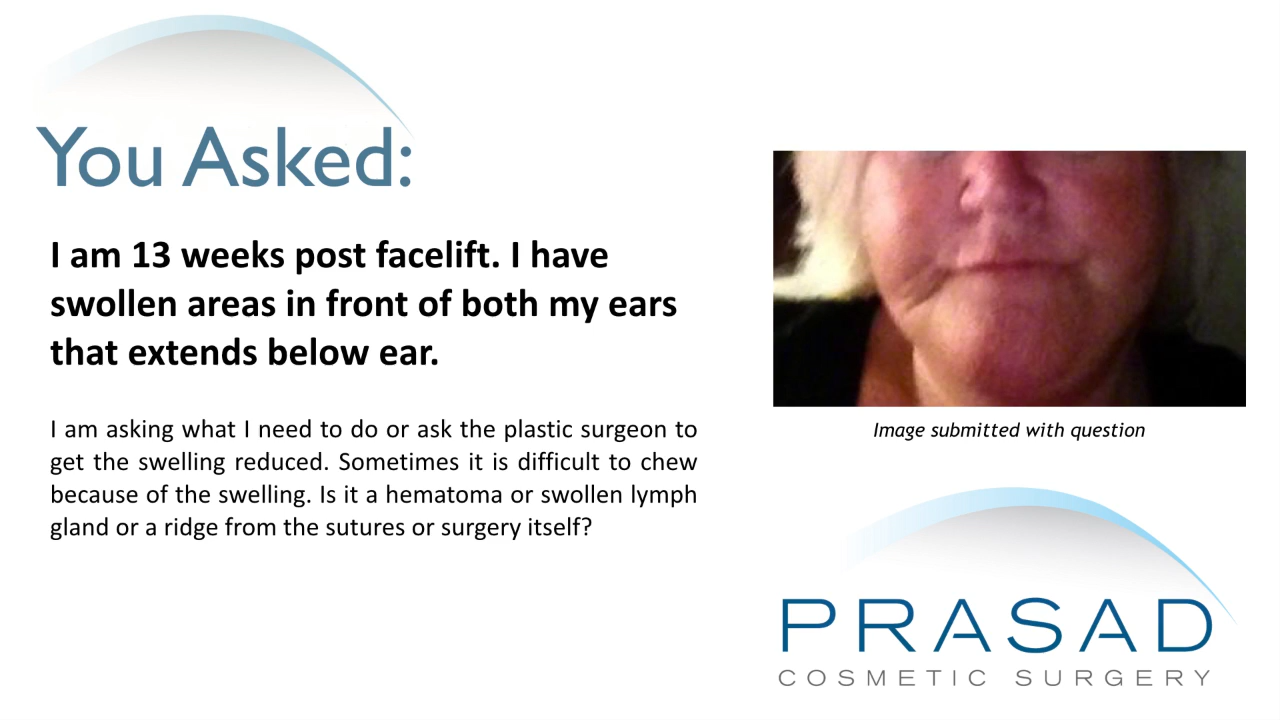 You Asked:
I am 13 weeks post facelift. I have
swollen areas in front of both my ears
that extends below ear.
I am asking what I need to do or ask the plastic surgeon to
get the swelling reduced. Sometimes it is difficult to chew
because of the swelling. Is it a hematoma or swollen lymph
gland or a ridge from the sutures or surgery itself?
Image submitted with question
PRASAD
COSMETIC SURGERY